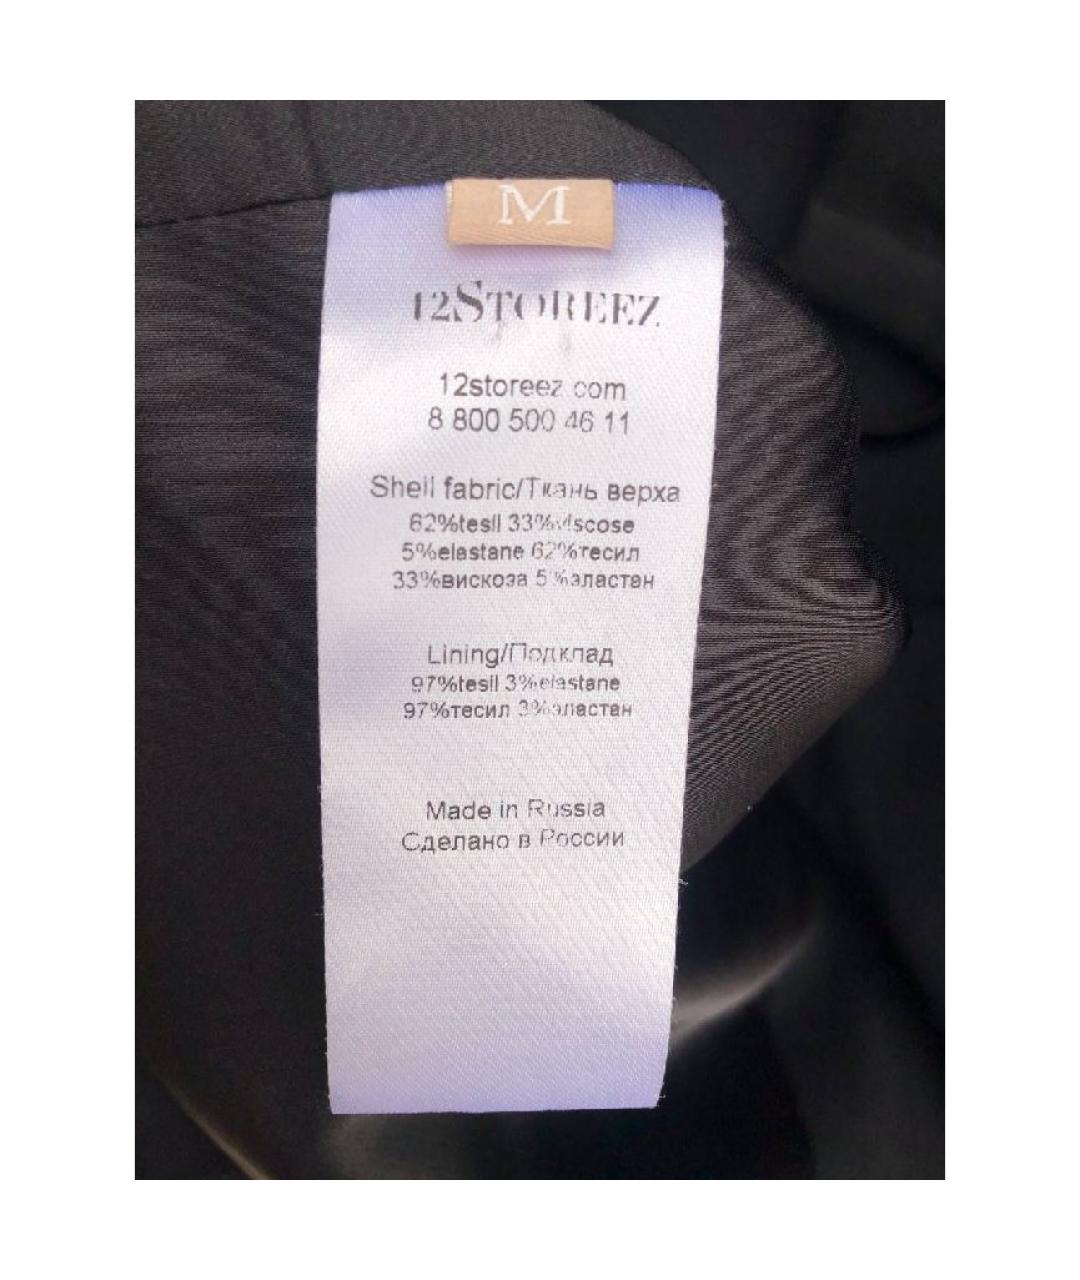 M
12STOREEZ
12storeez.com
8 800 500 46 11
Shell fabric/Ткань верха
62%tesil 33%viscose
5%elastane 62%тесил
33%вискоза 5%эластан
Lining/Подклад
97%tesil 3%elastane
97%тесил 3%эластан
Made in Russia
Сделано в России